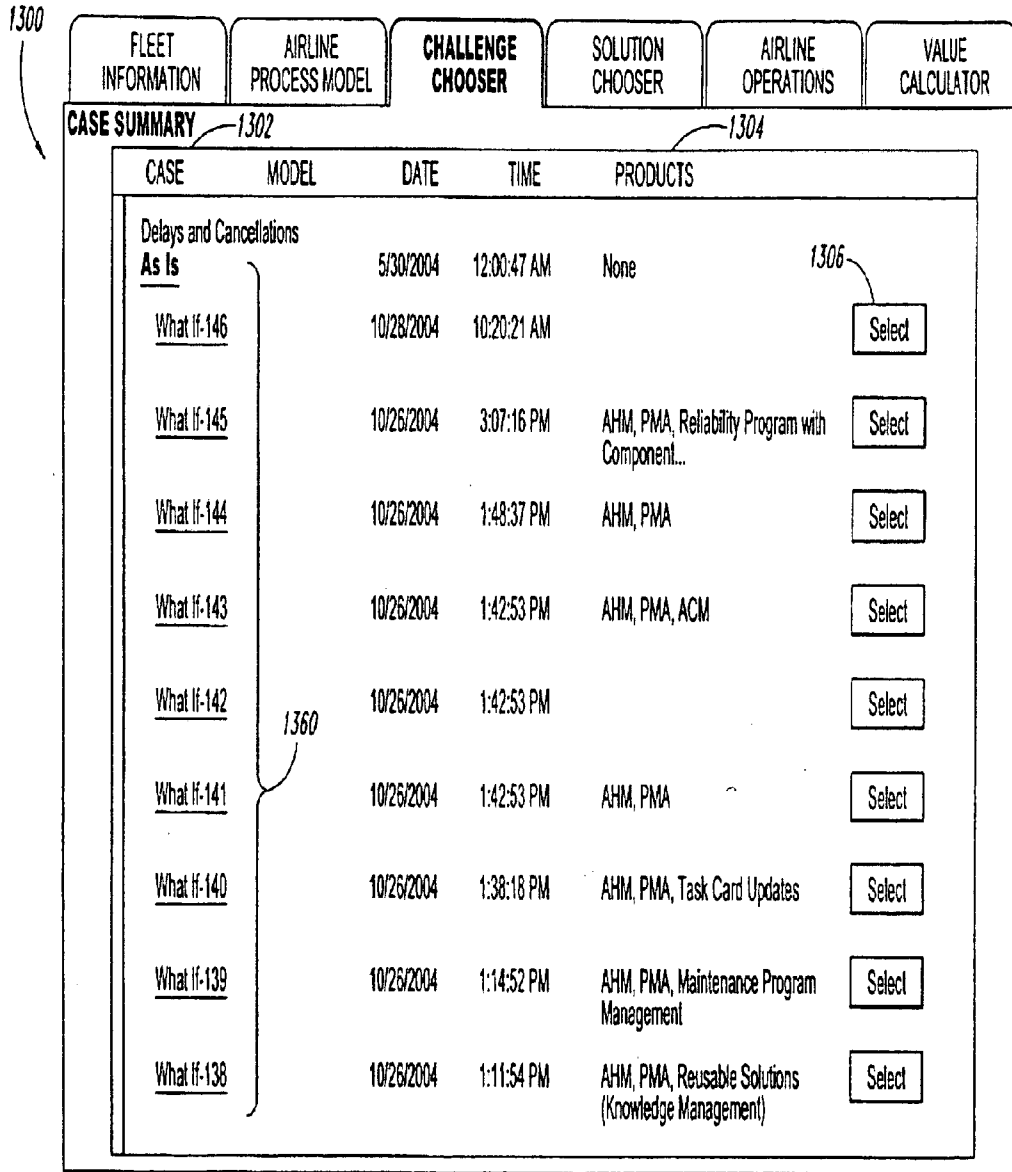 1300
FLEET INFORMATION
AIRLINE PROCESS MODEL
CHALLENGE CHOOSER
SOLUTION CHOOSER
AIRLINE OPERATIONS
VALUE CALCULATOR
CASE SUMMARY 1302 1304
CASE MODEL DATE TIME PRODUCTS
Delays and Cancellations
As Is 5/30/2004 12:00:47 AM None 1306
What If-146 10/28/2004 10:20:21 AM Select
What If-145 10/26/2004 3:07:16 PM AHM, PMA, Reliability Program with Select
Component...
What If-144 10/26/2004 1:48:37 PM AHM, PMA Select
What If-143 10/26/2004 1:42:53 PM AHM, PMA, ACM Select
What If-142 10/26/2004 1:42:53 PM Select
1360
What If-141 10/26/2004 1:42:53 PM AHM, PMA Select
What If-140 10/26/2004 1:38:18 PM AHM, PMA, Task Card Updates Select
What If-139 10/26/2004 1:14:52 PM AHM, PMA, Maintenance Program Select
Management
What If-138 10/26/2004 1:11:54 PM AHM, PMA, Reusable Solutions Select
(Knowledge Management)